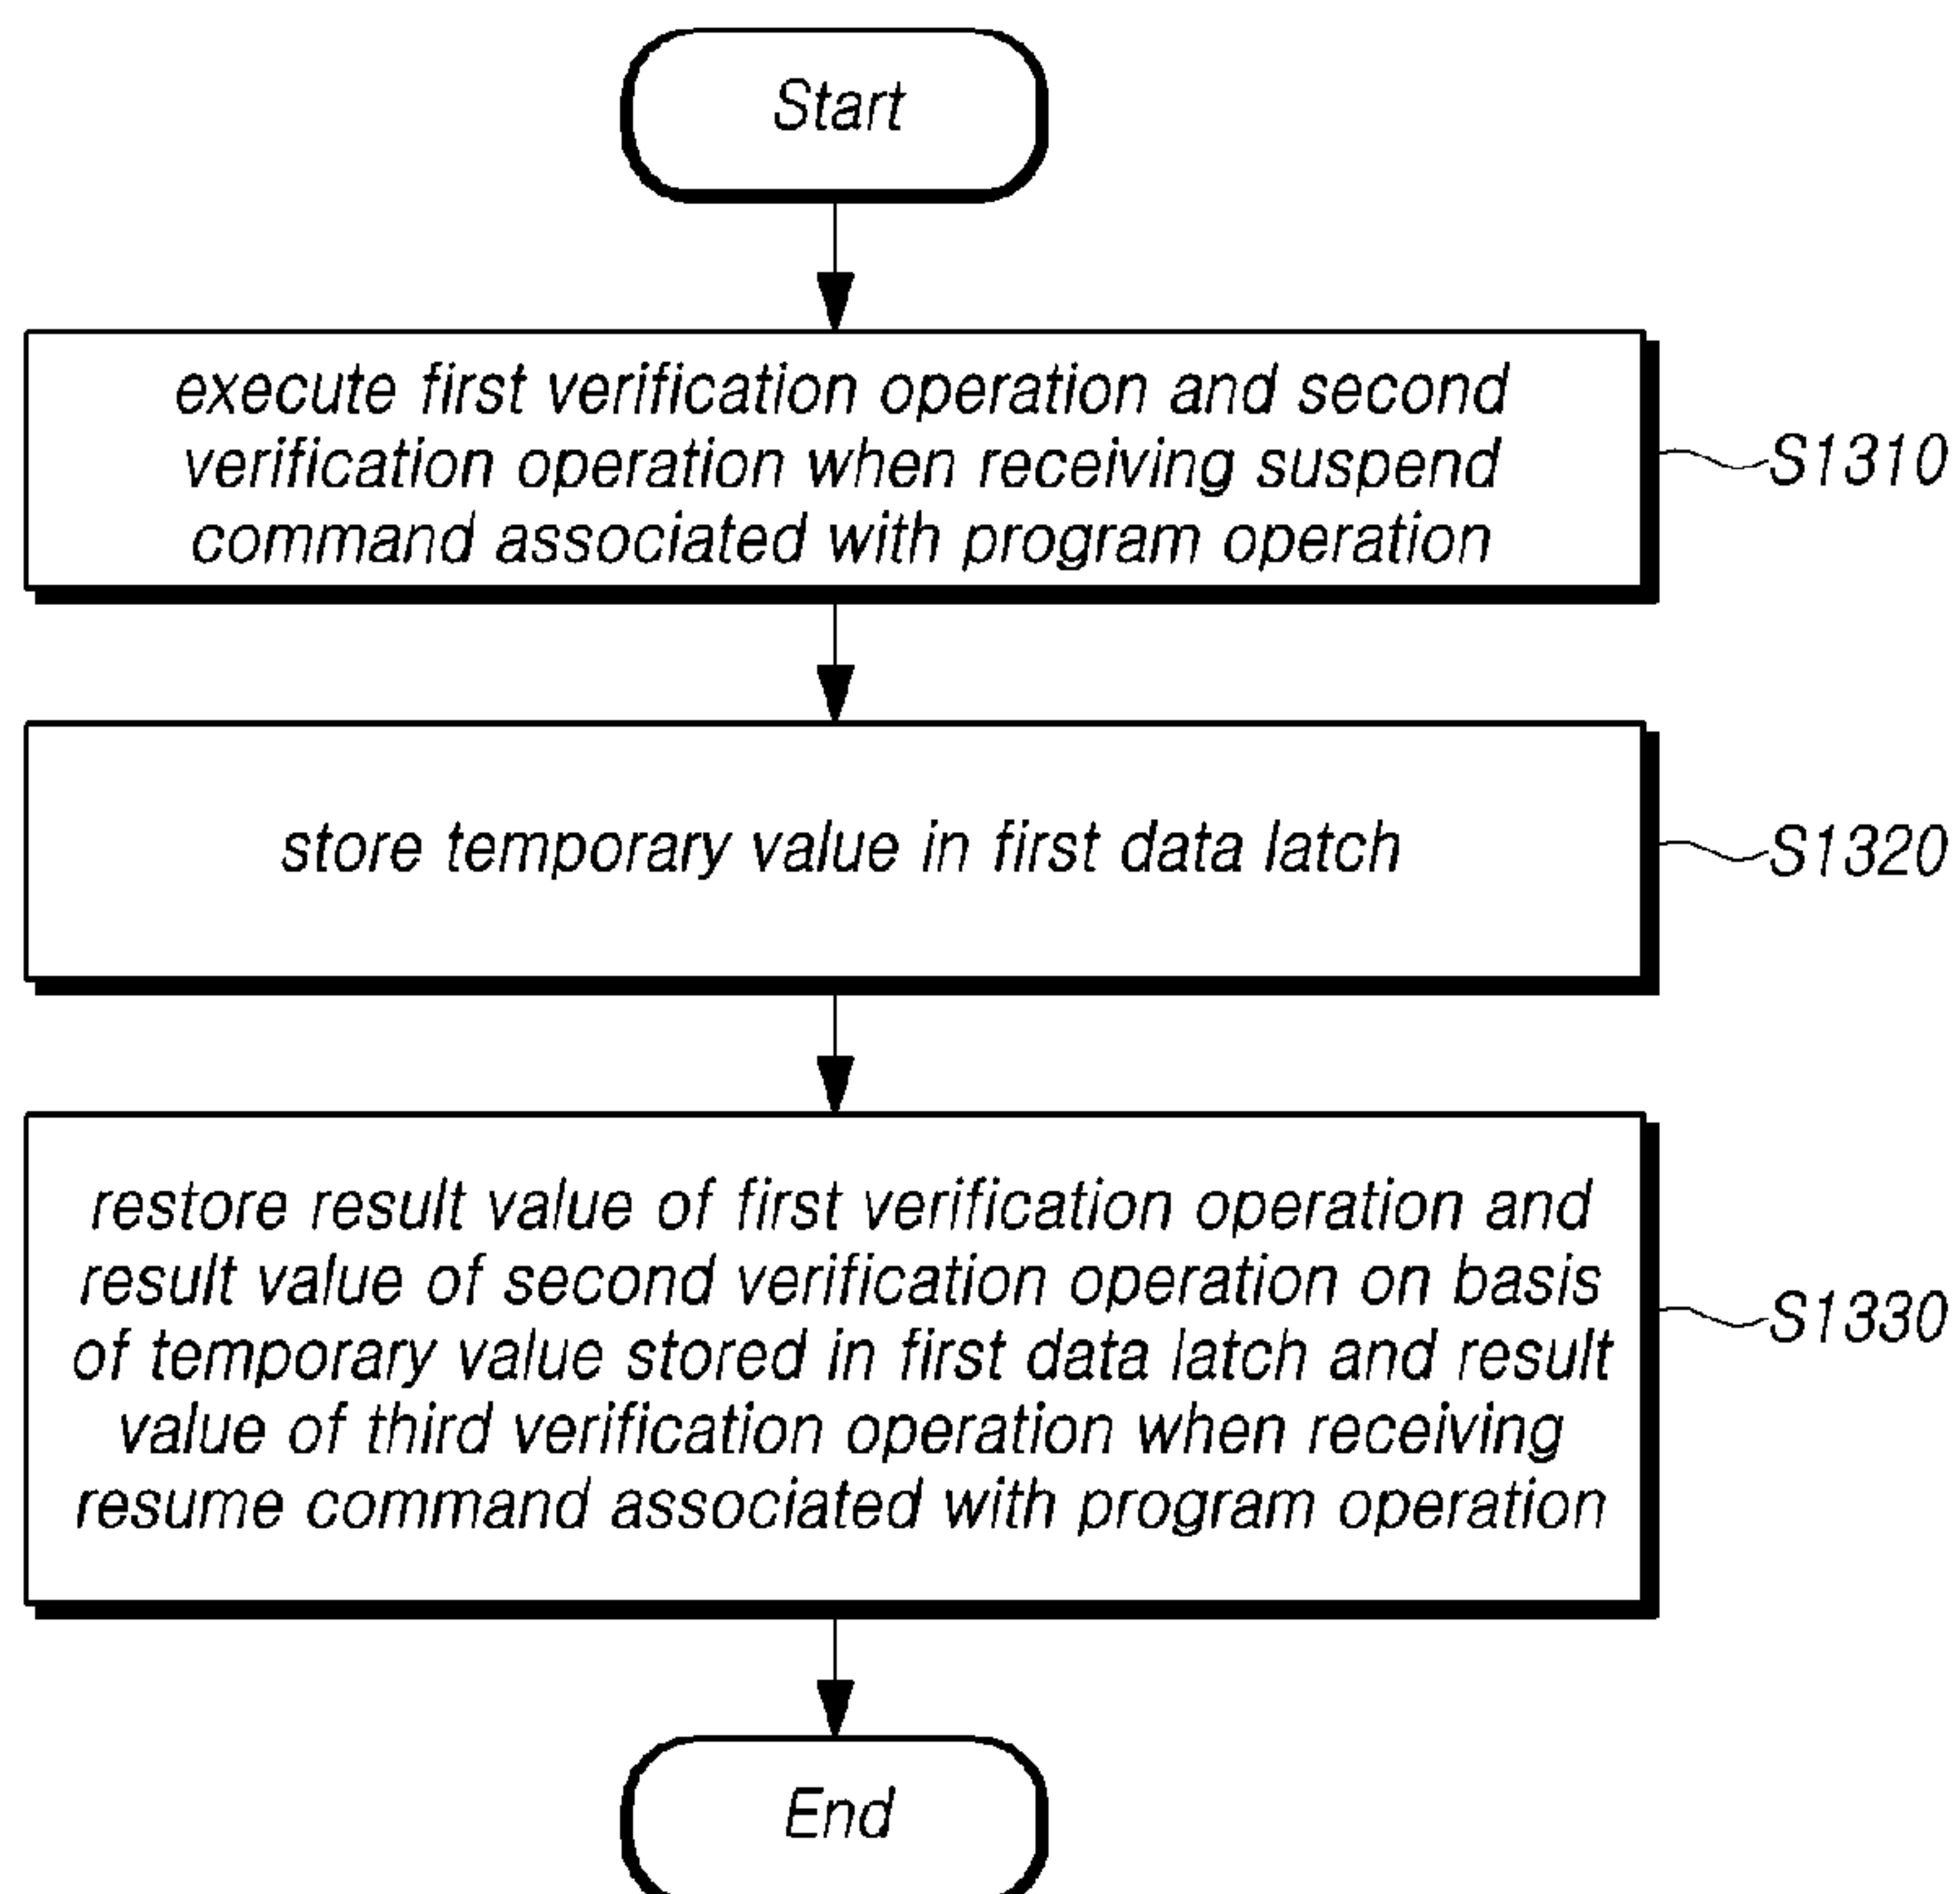 Start
execute first verification operation and second
verification operation when receiving suspend
command associated with program operation
S1310
store temporary value in first data latch
S1320
restore result value of first verification operation and
result value of second verification operation on basis
of temporary value stored in first data latch and result
value of third verification operation when receiving
resume command associated with program operation
S1330
End